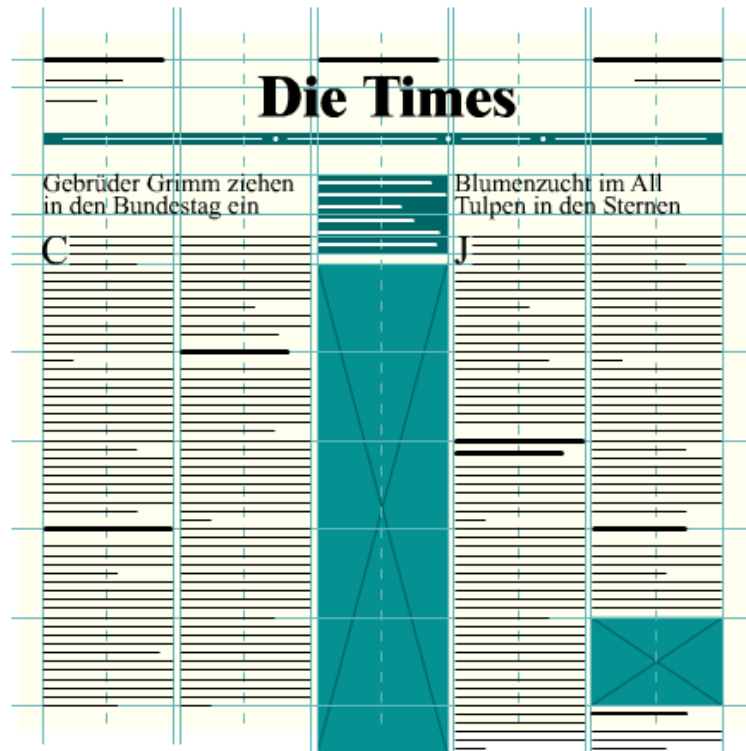 Die Times
Gebrüder Grimm ziehen
in den Bundestag ein
Blumenzucht im All
Tulpen in den Sternen
C
J